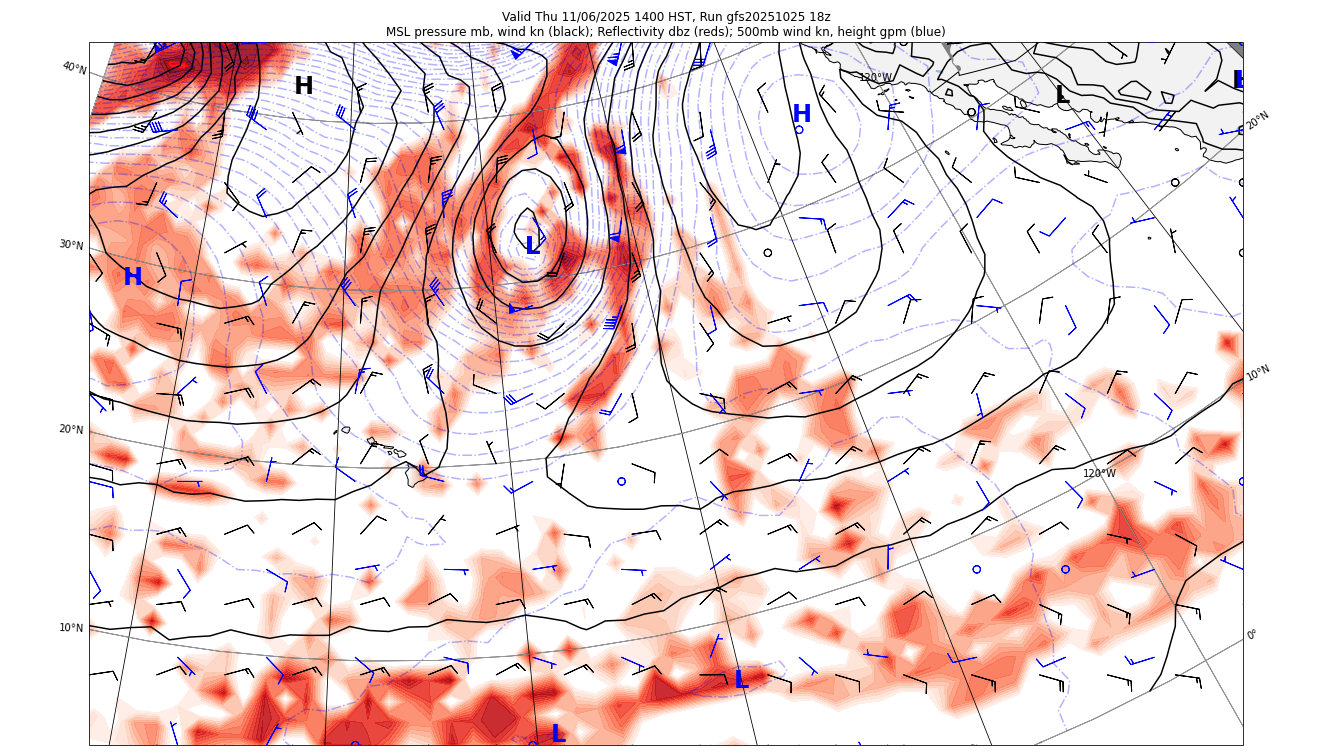 Valid Thu 11/06/2025 1400 HST, Run gfs20251025 18z
MSL pressure mb, wind kn (black); Reflectivity dbz (reds); 500mb wind kn, height gpm (blue)
40°N
H
120°W
L
H
20°N
30°N
L
H
10°N
20°N
120°W
10°N
0°
L
L